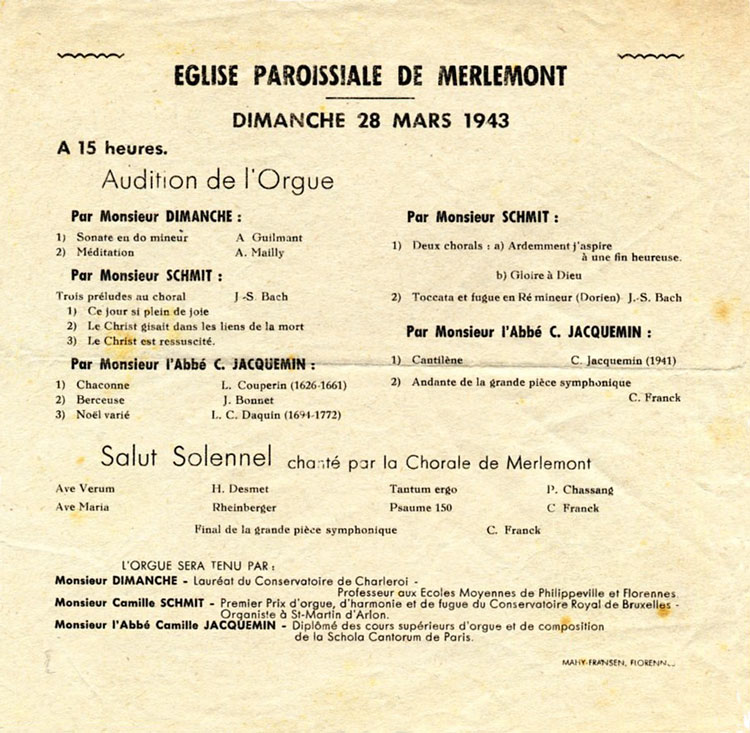 EGLISE PAROISSIALE DE MERLEMONT
DIMANCHE 28 MARS 1943
A 15 heures.
Audition de l'Orgue
Par Monsieur DIMANCHE :
1) Sonate en do mineur A Guilmant
2) Méditation A. Mailly
Par Monsieur SCHMIT :
Trois préludes au choral J-S. Bach
1) Ce jour si plein de joie
2) Le Christ gisait dans les liens de la mort
3) Le Christ est ressuscité.
Par Monsieur l'Abbé C. JACQUEMIN :
1) Chaconne L. Couperin (1626-1661)
2) Berceuse J. Bonnet
3) Noël varié L. C. Daquin (1694-1772)
Par Monsieur SCHMIT :
1) Deux chorals : a) Ardemment j'aspire
à une fin heureuse.
b) Gloire à Dieu
2) Toccata et fugue en Ré mineur (Dorien) J.-S. Bach
Par Monsieur l'Abbé C. JACQUEMIN :
1) Cantilène C. Jacquemin (1941)
2) Andante de la grande pièce symphonique
C. Franck
Salut Solennel chanté par la Chorale de Merlemont
Ave Verum H. Desmet Tantum ergo P. Chassang
Ave Maria Rheinberger Psaume 150 C Franck
Final de la grande pièce symphonique C. Franck
L'ORGUE SERA TENU PAR :
Monsieur DIMANCHE - Lauréat du Conservatoire de Charleroi -
Professeur aux Ecoles Moyennes de Philippeville et Florennes
Monsieur Camille SCHMIT - Premier Prix d'orgue, d'harmonie et de fugue du Conservatoire Royal de Bruxelles -
Organiste à St-Martin d'Arlon.
Monsieur l'Abbé Camille JACQUEMIN - Diplômé des cours supérieurs d'orgue et de composition
de la Schola Cantorum de Paris.
MAHY-FRANSEN,